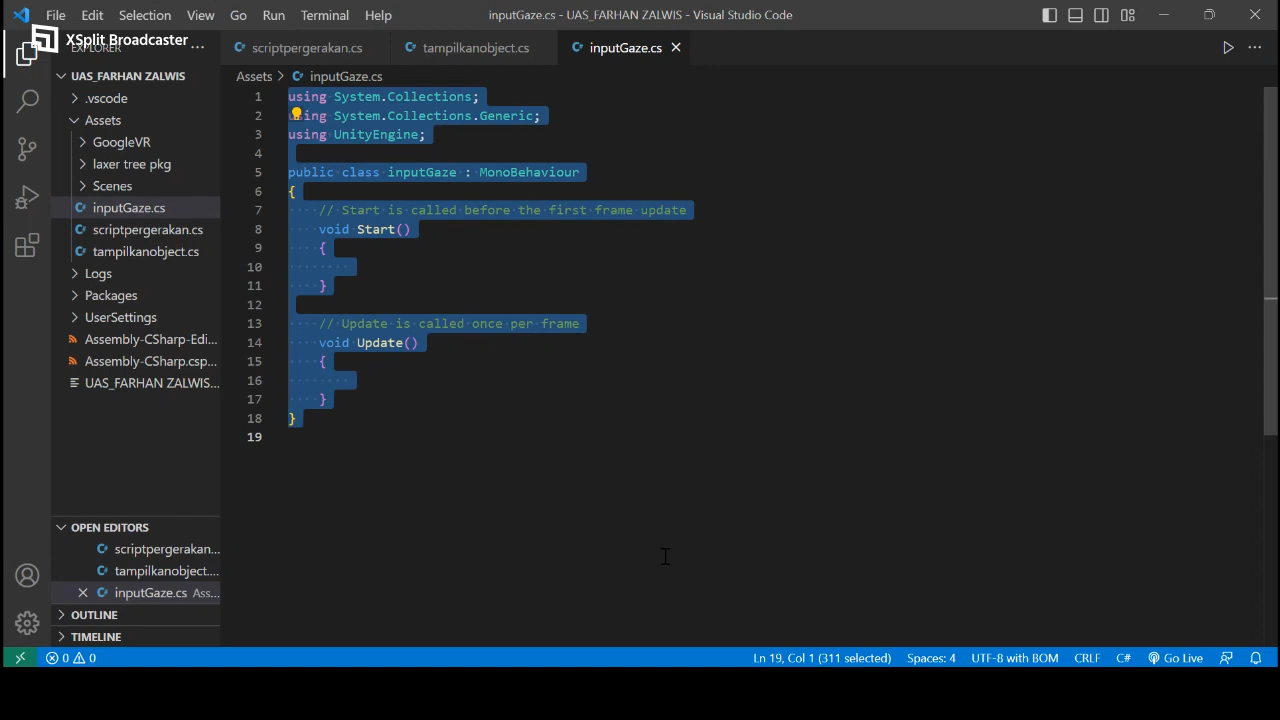 File Edit Selection View Go Run Terminal Help inputGaze.cs - UAS_FARHAN ZALWIS - Visual Studio Code
XSplit Broadcaster
EXPLORER
UAS_FARHAN ZALWIS
.vscode
Assets
GoogleVR
laxer tree pkg
Scenes
inputGaze.cs
scriptpergerakan.cs
tampilkanobject.cs
Logs
Packages
UserSettings
Assembly-CSharp-Edi...
Assembly-CSharp.csp...
UAS_FARHAN ZALWIS...
OPEN EDITORS
scriptpergerakan...
tampilkanobject....
inputGaze.cs Ass...
OUTLINE
TIMELINE
scriptpergerakan.cs tampilkanobject.cs inputGaze.cs
Assets > inputGaze.cs
1 using System.Collections;
2 using System.Collections.Generic;
3 using UnityEngine;
4
5 public class inputGaze : MonoBehaviour
6 {
7 // Start is called before the first frame update
8 void Start()
9 {
10
11 }
12
13 // Update is called once per frame
14 void Update()
15 {
16
17 }
18 }
19
0 0 Ln 19, Col 1 (311 selected) Spaces: 4 UTF-8 with BOM CRLF C# Go Live